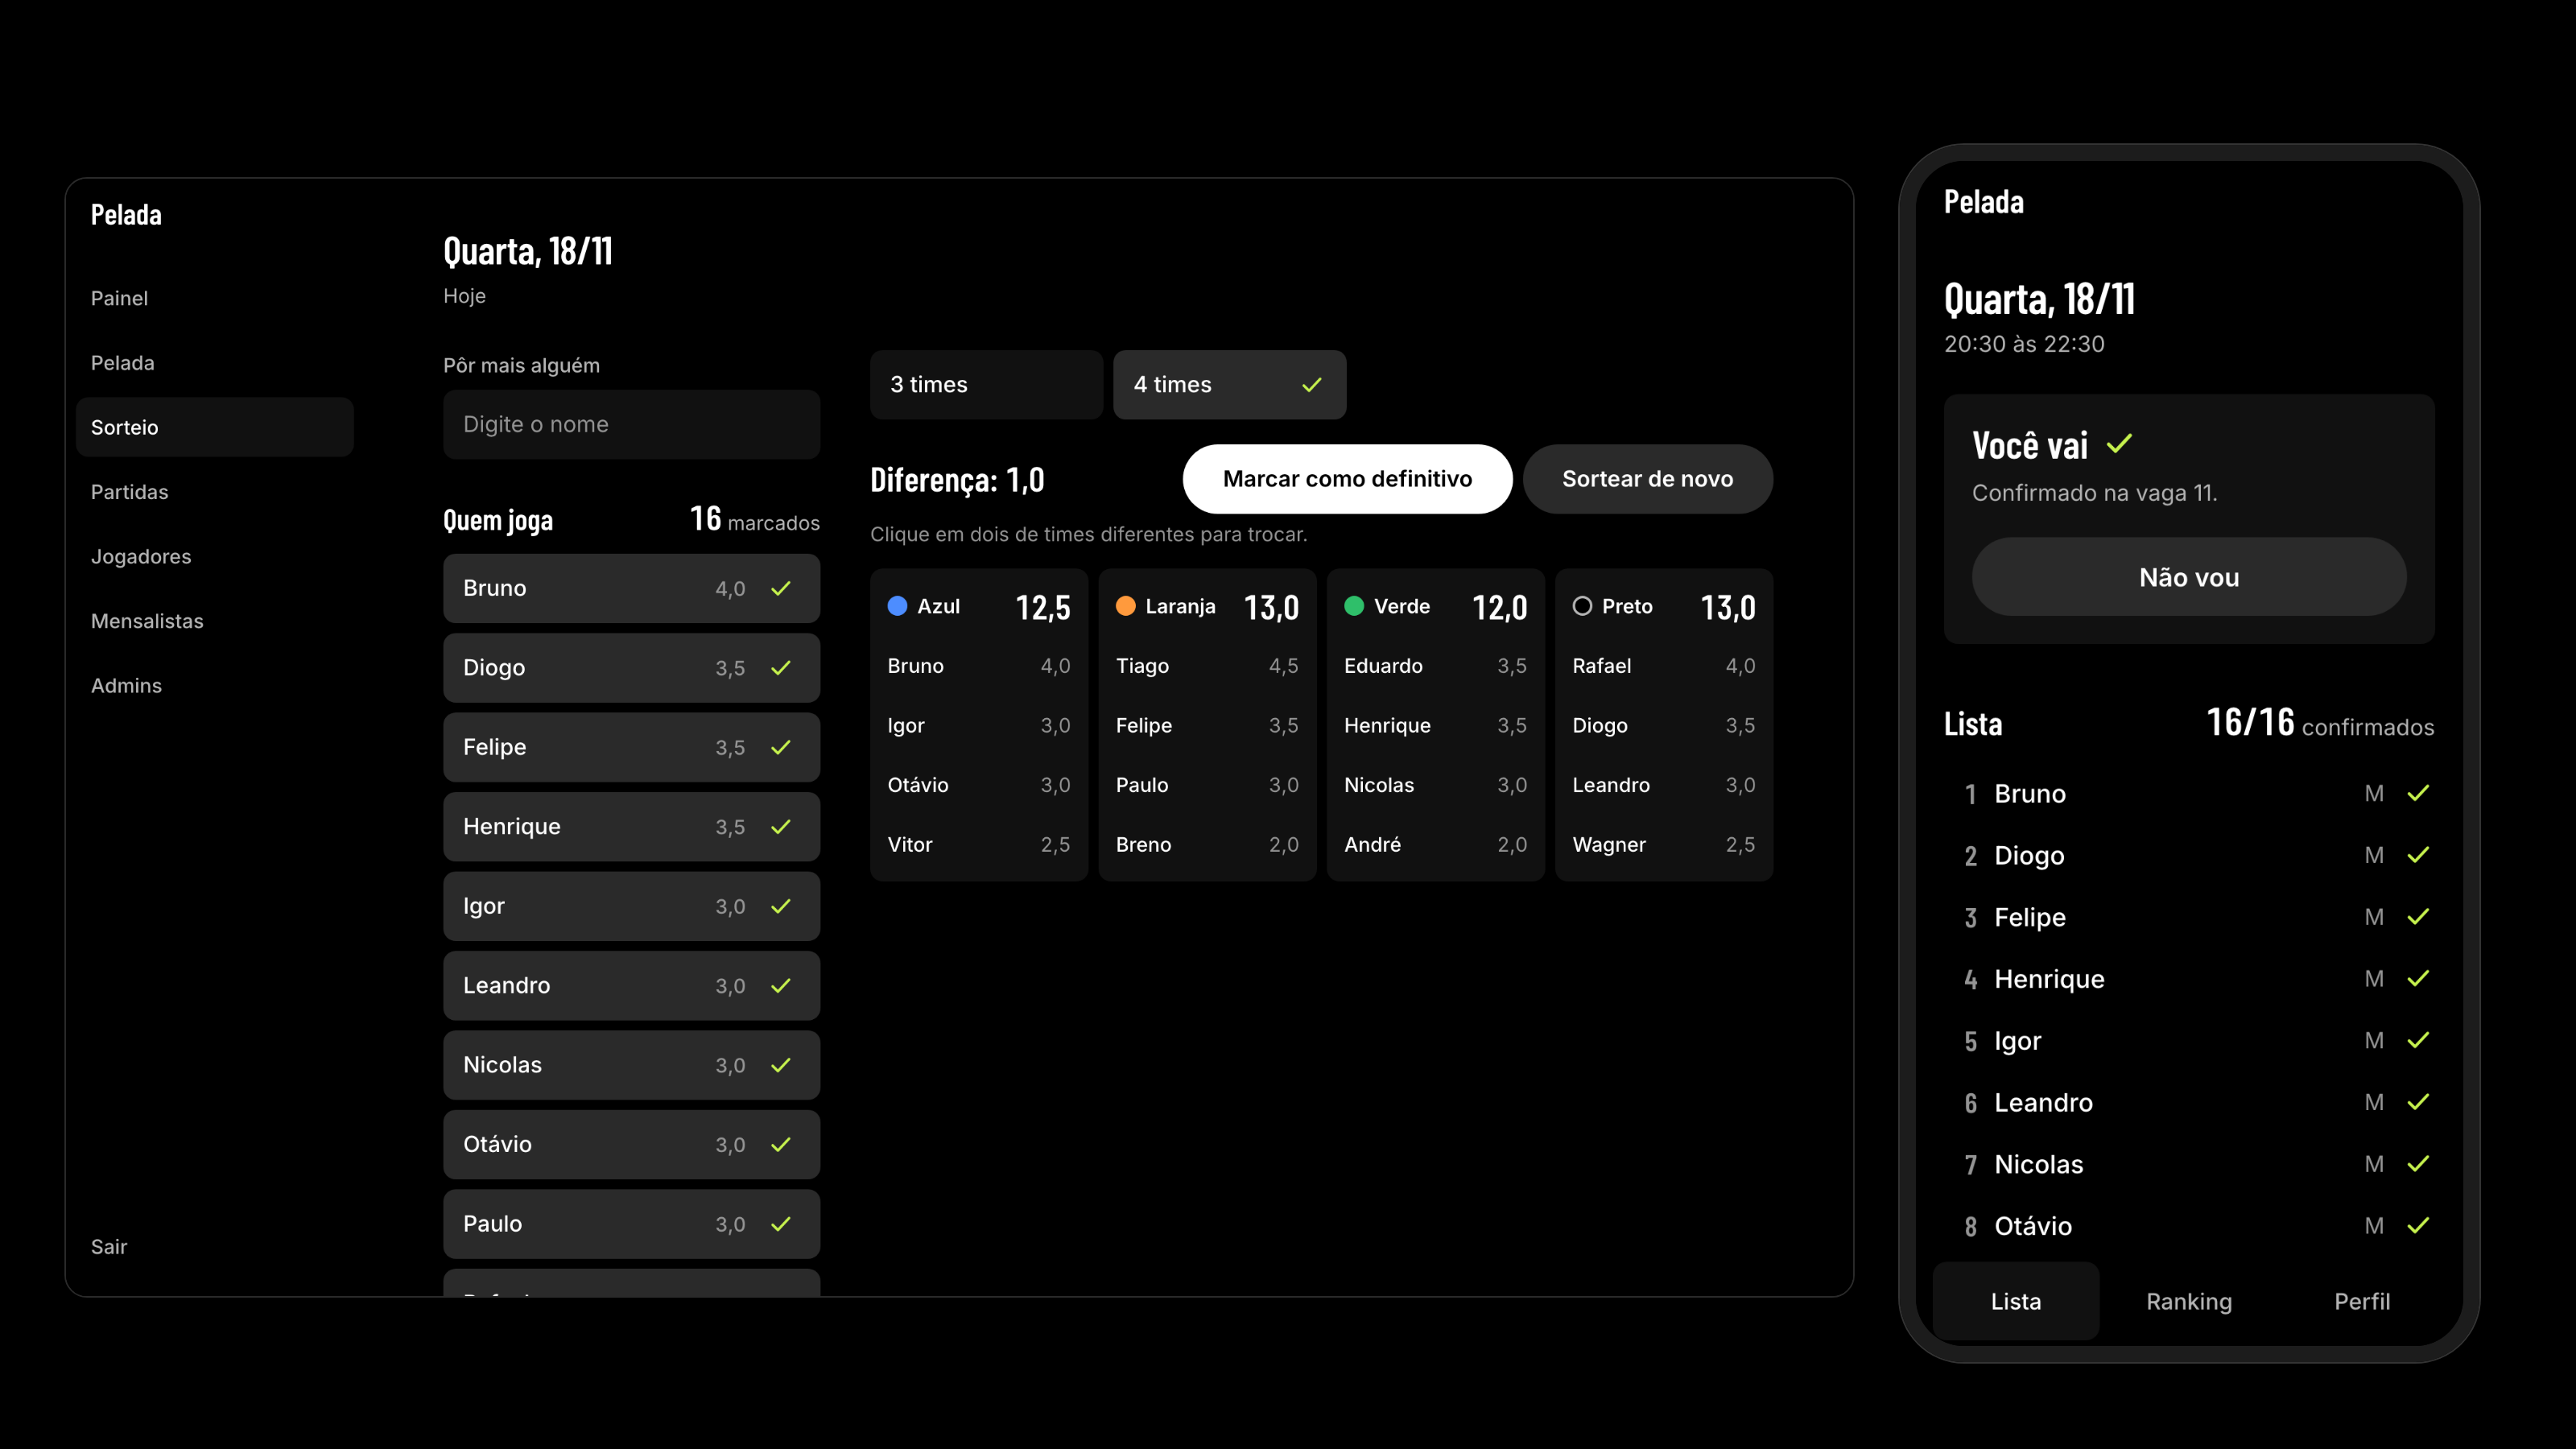 Pelada
Painel
Pelada
Sorteio
Partidas
Jogadores
Mensalistas
Admins
Sair
Quarta, 18/11
Hoje
Pôr mais alguém
Digite o nome
Quem joga 16 marcados
Bruno 4,0
Diogo 3,5
Felipe 3,5
Henrique 3,5
Igor 3,0
Leandro 3,0
Nicolas 3,0
Otávio 3,0
Paulo 3,0
3 times
4 times
Diferença: 1,0
Marcar como definitivo
Sortear de novo
Clique em dois de times diferentes para trocar.
Azul 12,5
Bruno 4,0
Igor 3,0
Otávio 3,0
Vitor 2,5
Laranja 13,0
Tiago 4,5
Felipe 3,5
Paulo 3,0
Breno 2,0
Verde 12,0
Eduardo 3,5
Henrique 3,5
Nicolas 3,0
André 2,0
Preto 13,0
Rafael 4,0
Diogo 3,5
Leandro 3,0
Wagner 2,5
Pelada
Quarta, 18/11
20:30 às 22:30
Você vai
Confirmado na vaga 11.
Não vou
Lista 16/16 confirmados
1 Bruno M
2 Diogo M
3 Felipe M
4 Henrique M
5 Igor M
6 Leandro M
7 Nicolas M
8 Otávio M
Lista
Ranking
Perfil